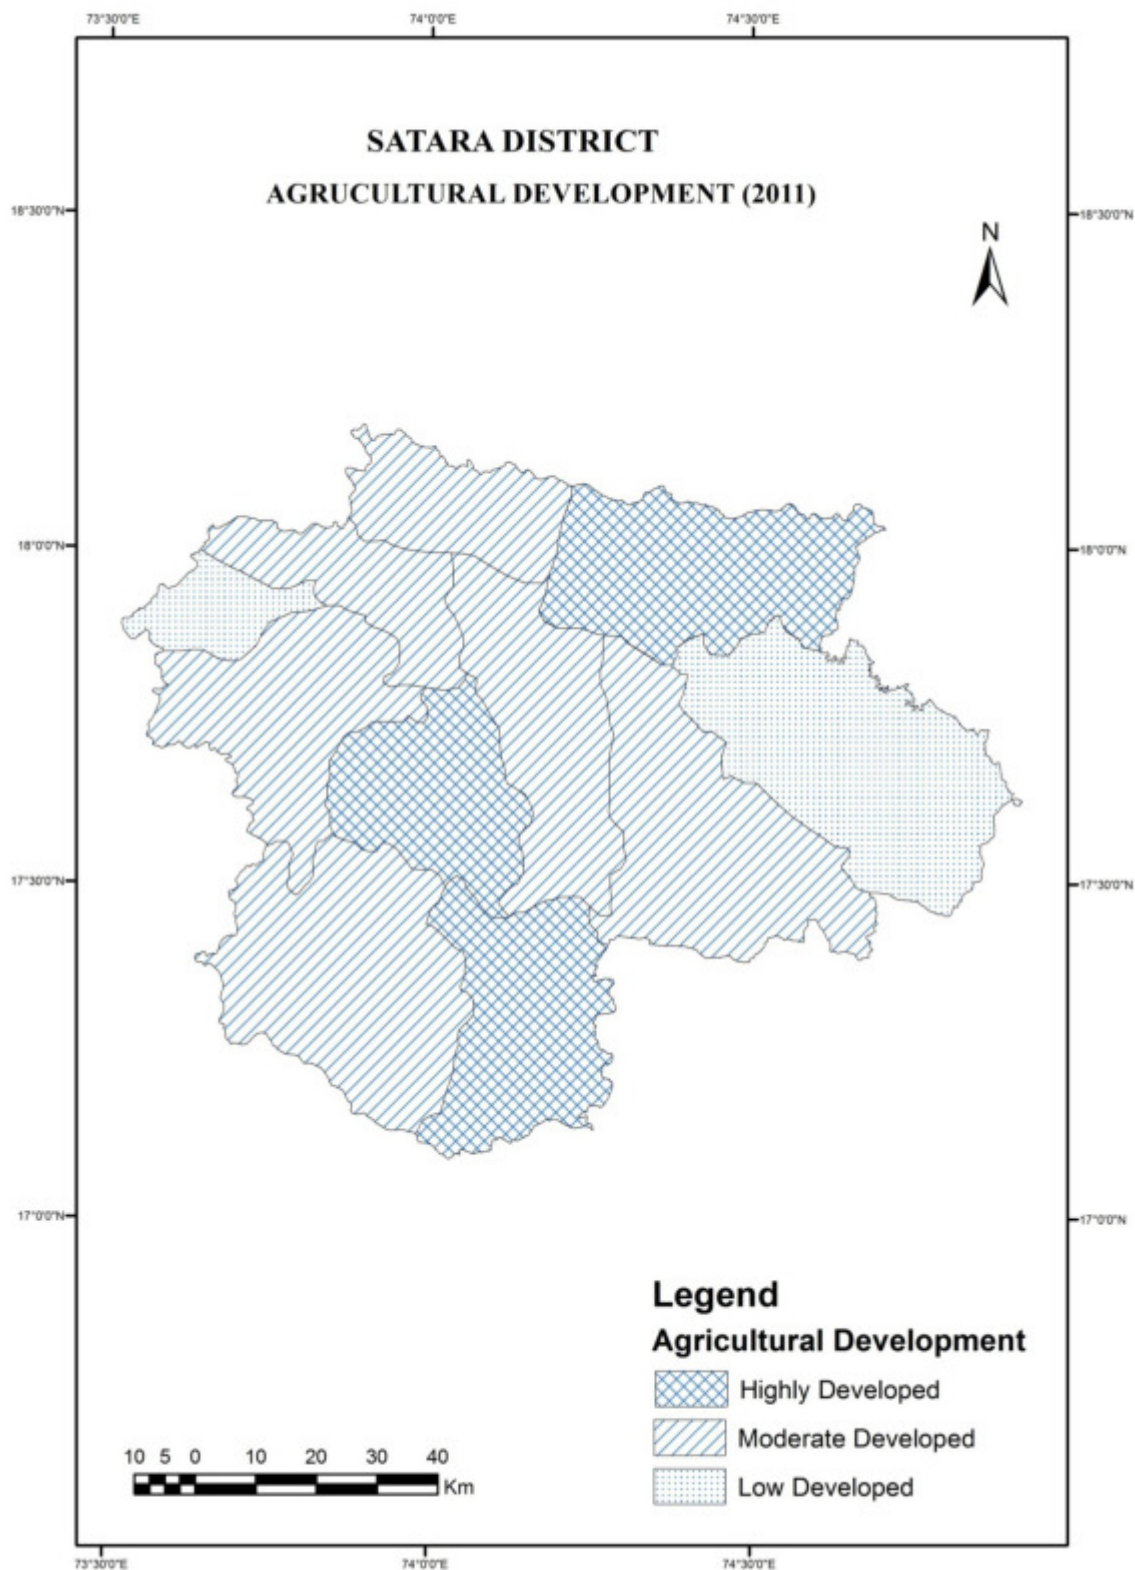 73°30'0"E 74°0'0"E 74°30'0"E
SATARA DISTRICT
AGRUCULTURAL DEVELOPMENT (2011)
18°30'0"N 18°30'0"N
N
18°0'0"N 18°0'0"N
17°30'0"N 17°30'0"N
17°0'0"N 17°0'0"N
Legend
Agricultural Development
Highly Developed
Moderate Developed
Low Developed
10 5 0 10 20 30 40
Km
73°30'0"E 74°0'0"E 74°30'0"E